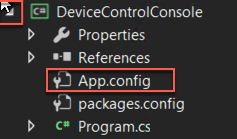 C# DeviceControlConsole
Properties
References
App.config
packages.config
C# Program.cs